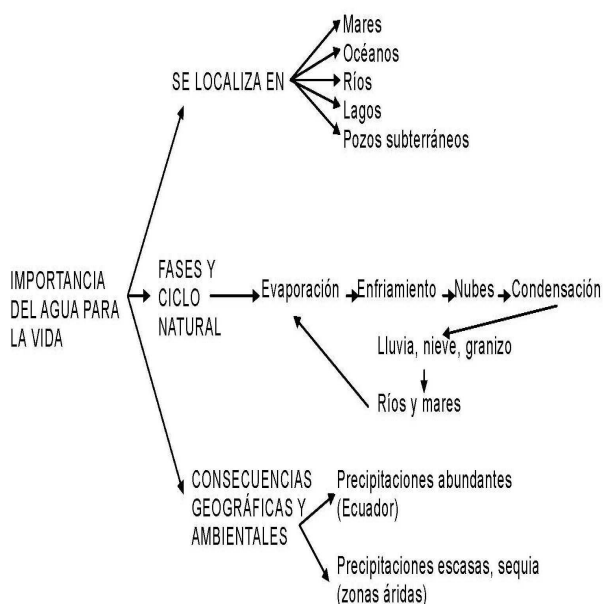 Mares
Océanos
SE LOCALIZA EN
Ríos
Lagos
Pozos subterráneos
IMPORTANCIA
DEL AGUA PARA
LA VIDA
FASES Y
CICLO
NATURAL
Evaporación
Enfriamiento
Nubes
Condensación
Lluvia, nieve, granizo
Ríos y mares
CONSECUENCIAS
GEOGRÁFICAS Y
AMBIENTALES
Precipitaciones abundantes
(Ecuador)
Precipitaciones escasas, sequia
(zonas áridas)